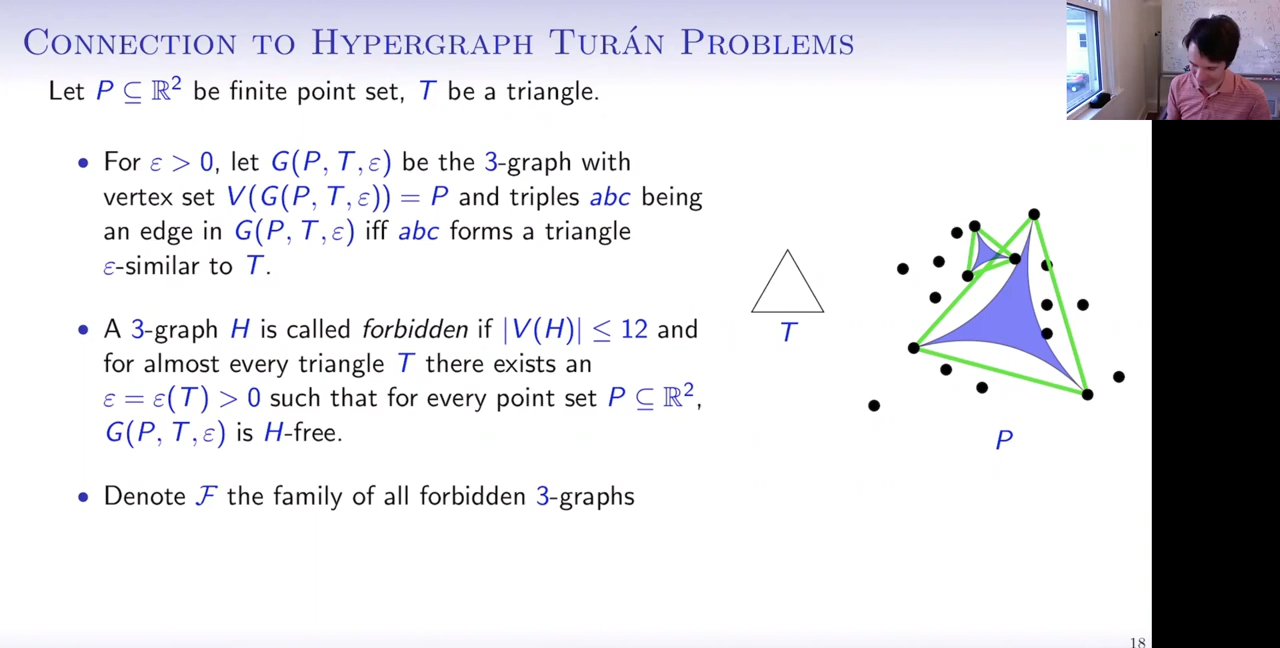 Connection to Hypergraph Turán Problems
Let P ⊆ ℝ² be finite point set, T be a triangle.
• For ε > 0, let G(P, T, ε) be the 3-graph with
vertex set V(G(P, T, ε)) = P and triples abc being
an edge in G(P, T, ε) iff abc forms a triangle
ε-similar to T.
• A 3-graph H is called forbidden if |V(H)| ≤ 12 and
for almost every triangle T there exists an
ε = ε(T) > 0 such that for every point set P ⊆ ℝ²,
G(P, T, ε) is H-free.
• Denote ℱ the family of all forbidden 3-graphs
T
P
18